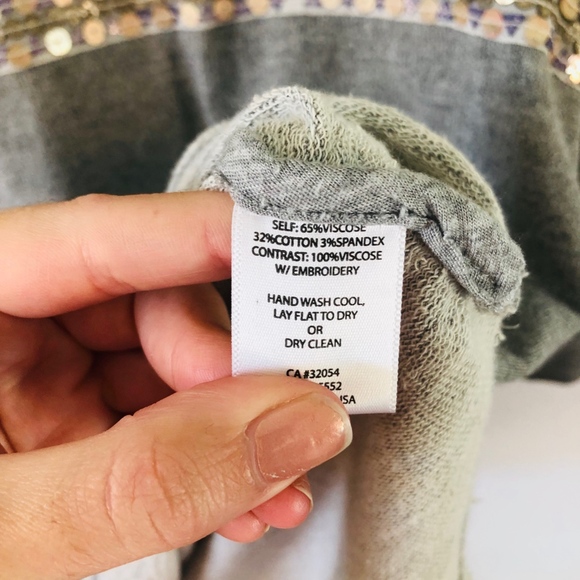 SELF: 65%VISCOSE
32%COTTON 3%SPANDEX
CONTRAST: 100%VISCOSE
W/ EMBROIDERY
HAND WASH COOL,
LAY FLAT TO DRY
OR
DRY CLEAN
CA #32054
5552